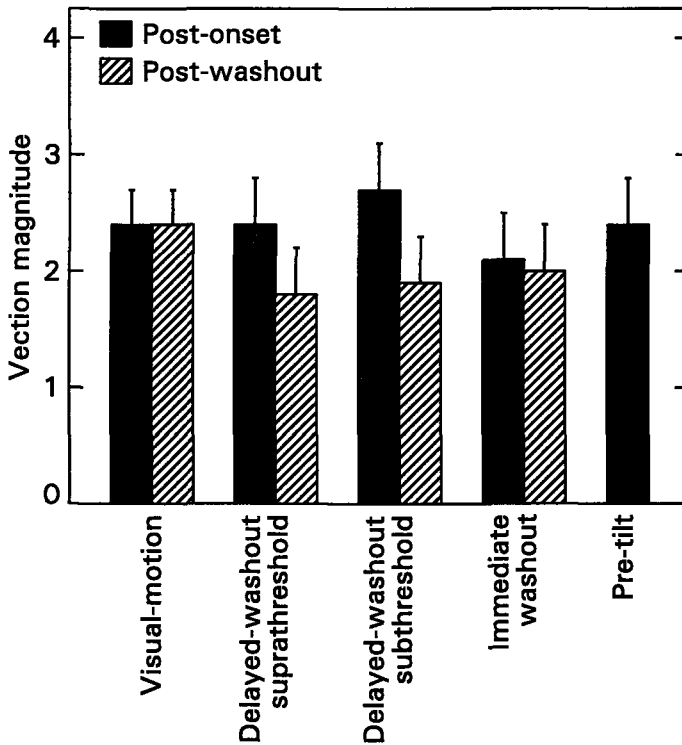 4
3
2
1
0
Vection magnitude
Post-onset
Post-washout
Visual-motion
Delayed-washout
suprathreshold
Delayed-washout
subthreshold
Immediate
washout
Pre-tilt